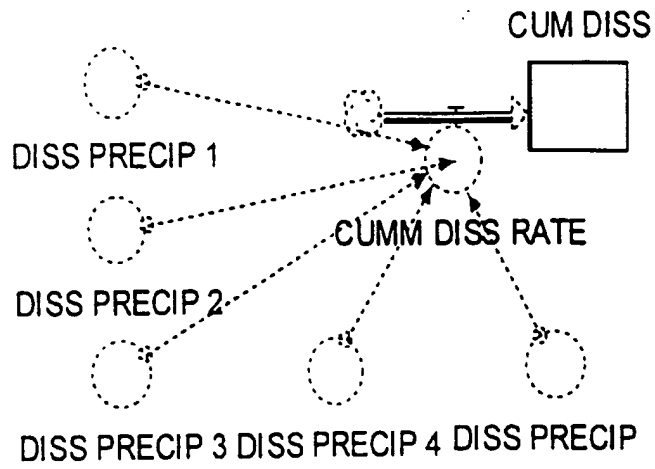 CUM DISS
DISS PRECIP 1
CUMM DISS RATE
DISS PRECIP 2
DISS PRECIP 3 DISS PRECIP 4 DISS PRECIP